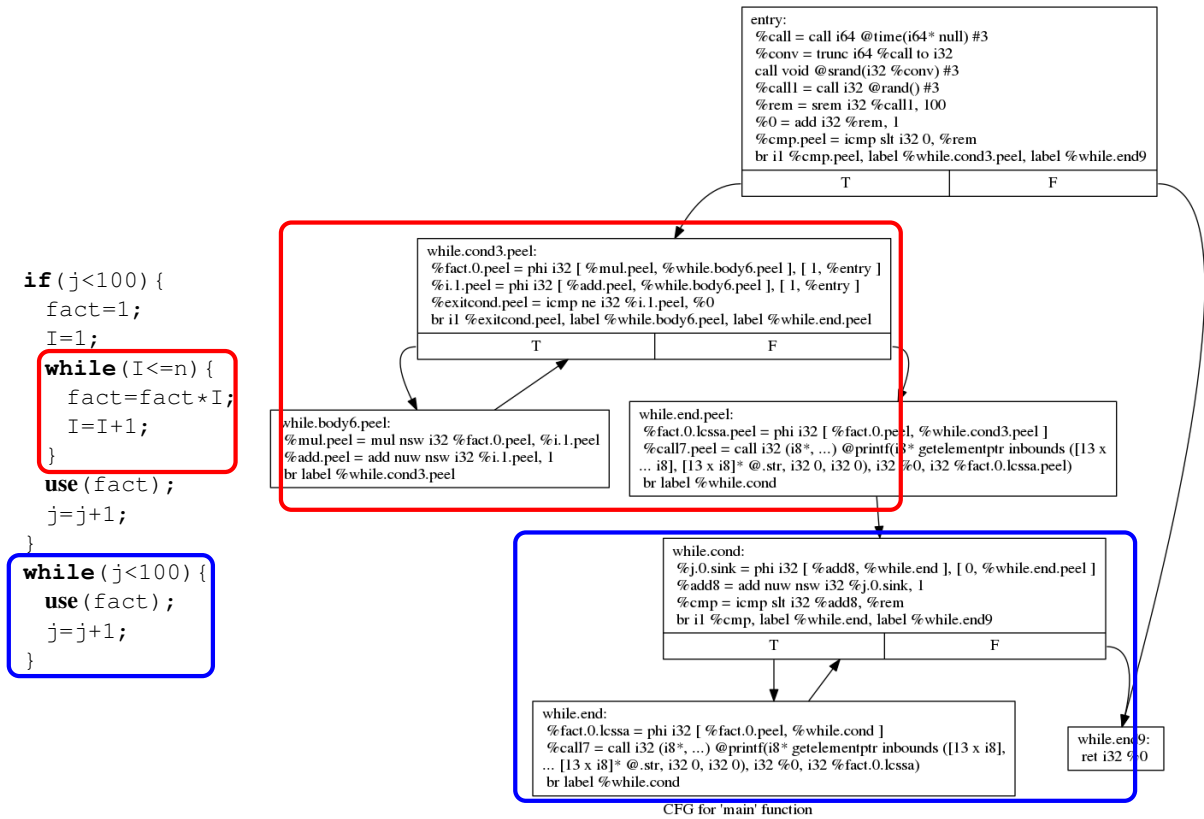 if(j<100){
fact=1;
I=1;
while(I<=n){
fact=fact*I;
I=I+1;
}
use(fact);
j=j+1;
}
while(j<100){
use(fact);
j=j+1;
}
entry:
%call = call i64 @time(i64* null) #3
%conv = trunc i64 %call to i32
call void @srand(i32 %conv) #3
%call1 = call i32 @rand() #3
%rem = srem i32 %call1, 100
%0 = add i32 %rem, 1
%cmp.peel = icmp slt i32 0, %rem
br i1 %cmp.peel, label %while.cond3.peel, label %while.end9
T F
while.cond3.peel:
%fact.0.peel = phi i32 [ %mul.peel, %while.body6.peel ], [ 1, %entry ]
%i.1.peel = phi i32 [ %add.peel, %while.body6.peel ], [ 1, %entry ]
%exitcond.peel = icmp ne i32 %i.1.peel, %0
br i1 %exitcond.peel, label %while.body6.peel, label %while.end.peel
T F
while.body6.peel:
%mul.peel = mul nsw i32 %fact.0.peel, %i.1.peel
%add.peel = add nuw nsw i32 %i.1.peel, 1
br label %while.cond3.peel
while.end.peel:
%fact.0.lcssa.peel = phi i32 [ %fact.0.peel, %while.cond3.peel ]
%call7.peel = call i32 (i8*, ...) @printf(i8* getelementptr inbounds ([13 x
... i8], [13 x i8]* @.str, i32 0, i32 0), i32 %0, i32 %fact.0.lcssa.peel)
br label %while.cond
while.cond:
%j.0.sink = phi i32 [ %add8, %while.end ], [ 0, %while.end.peel ]
%add8 = add nuw nsw i32 %j.0.sink, 1
%cmp = icmp slt i32 %add8, %rem
br i1 %cmp, label %while.end, label %while.end9
T F
while.end:
%fact.0.lcssa = phi i32 [ %fact.0.peel, %while.cond ]
%call7 = call i32 (i8*, ...) @printf(i8* getelementptr inbounds ([13 x i8],
... [13 x i8]* @.str, i32 0, i32 0), i32 %0, i32 %fact.0.lcssa)
br label %while.cond
while.end9:
ret i32 %0
CFG for 'main' function